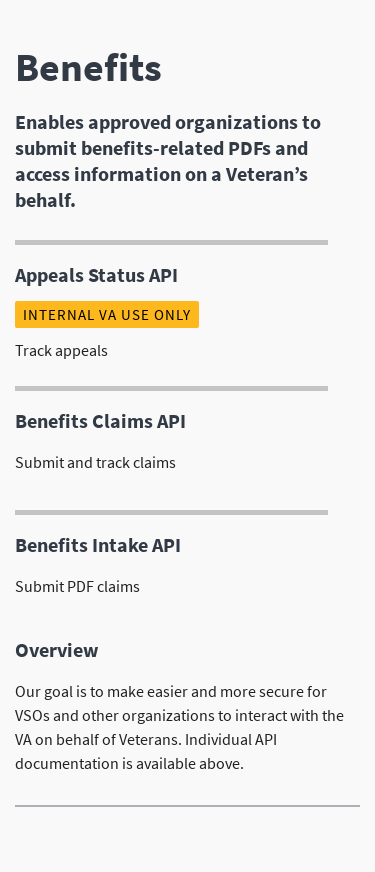 Benefits
Enables approved organizations to
submit benefits-related PDFs and
access information on a Veteran’s
behalf.
Appeals Status API
INTERNAL VA USE ONLY
Track appeals
Benefits Claims API
Submit and track claims
Benefits Intake API
Submit PDF claims
Overview
Our goal is to make easier and more secure for
VSOs and other organizations to interact with the
VA on behalf of Veterans. Individual API
documentation is available above.